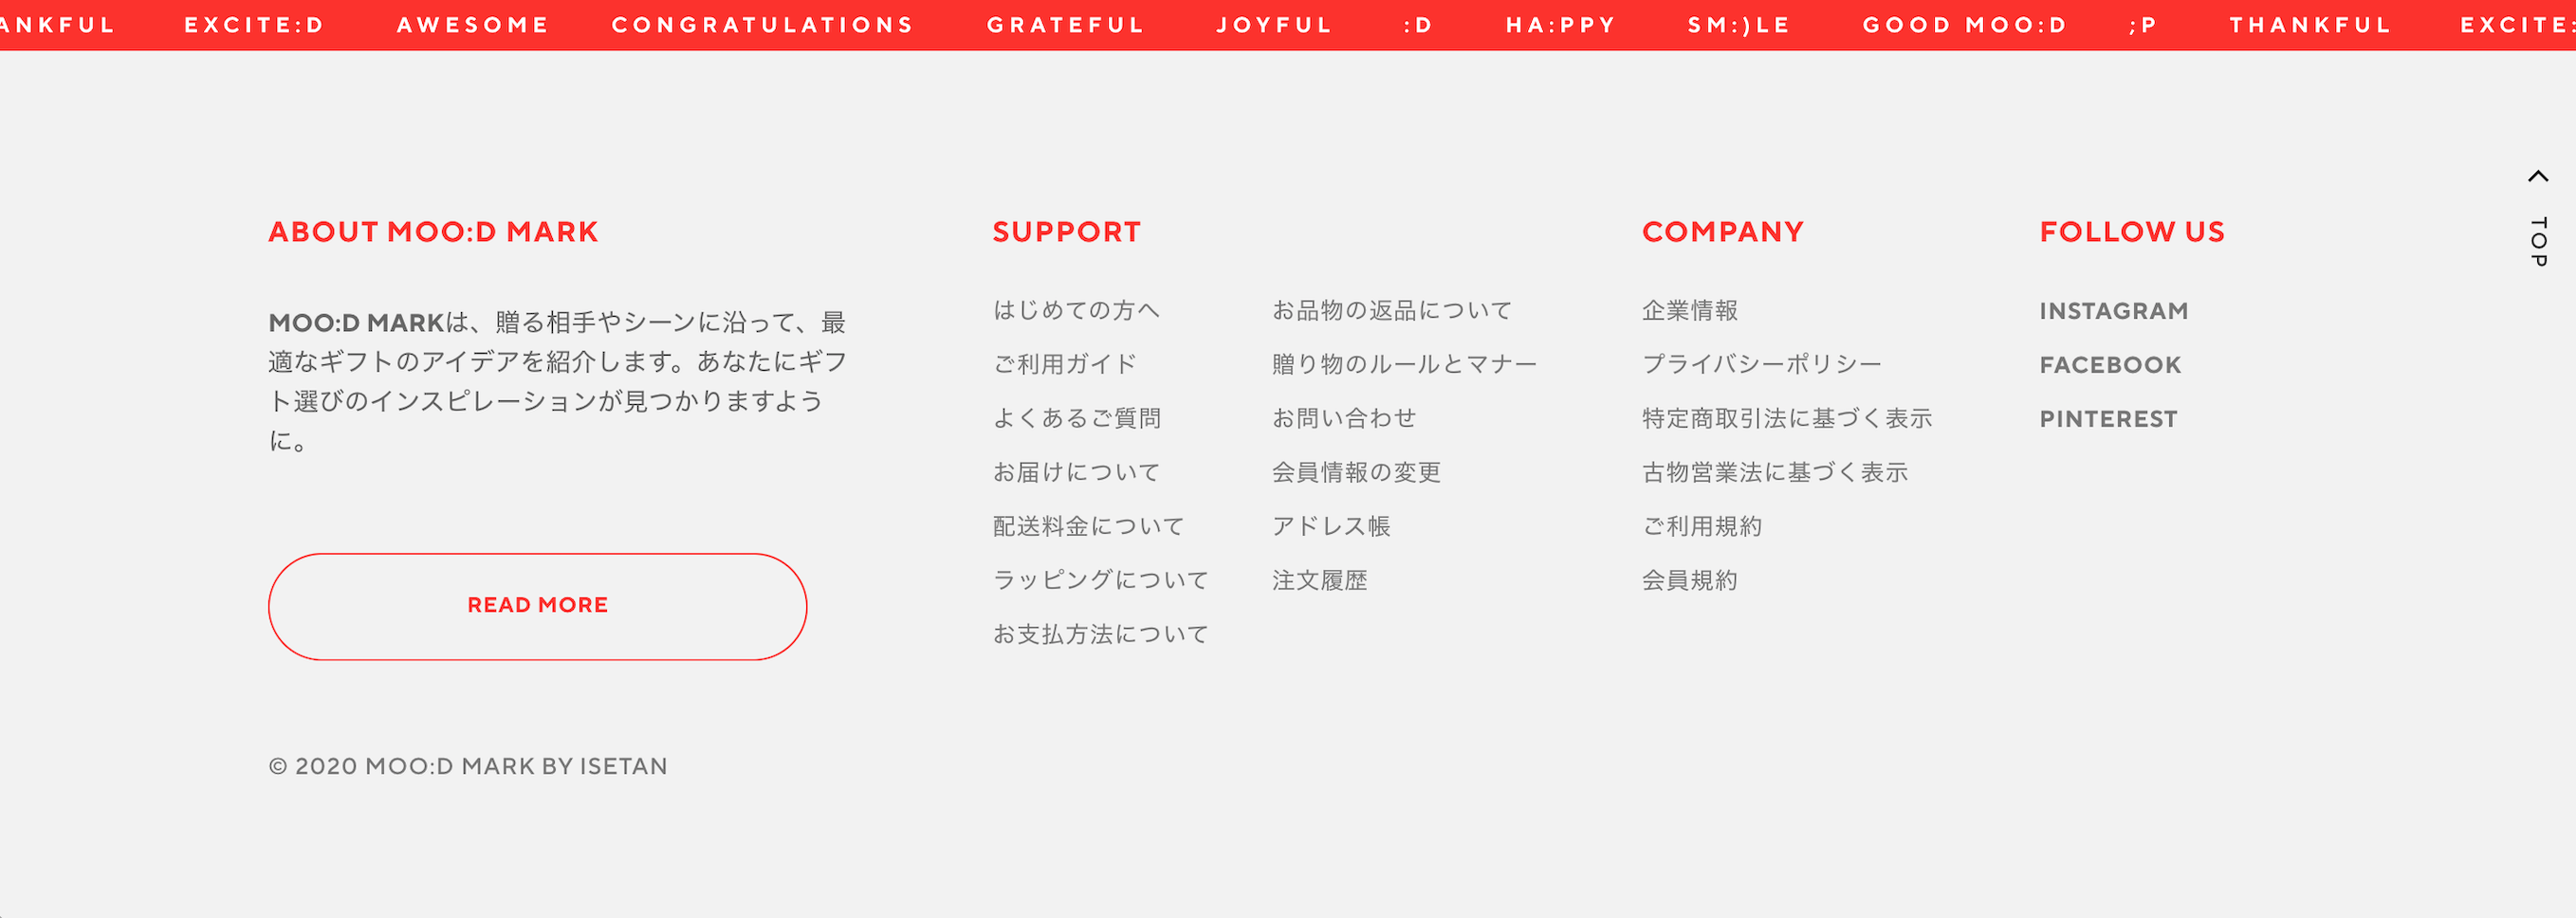 ANKFUL EXCITE:D AWESOME CONGRATULATIONS GRATEFUL JOYFUL :D HA:PPY SM:)LE GOOD MOO:D ;P THANKFUL EXCITE:
TOP
ABOUT MOO:D MARK
MOO:D MARKは、贈る相手やシーンに沿って、最
適なギフトのアイデアを紹介します。あなたにギフ
ト選びのインスピレーションが見つかりますよう
に。
READ MORE
SUPPORT
はじめての方へ
ご利用ガイド
よくあるご質問
お届けについて
配送料金について
ラッピングについて
お支払方法について
お品物の返品について
贈り物のルールとマナー
お問い合わせ
会員情報の変更
アドレス帳
注文履歴
COMPANY
企業情報
プライバシーポリシー
特定商取引法に基づく表示
古物営業法に基づく表示
ご利用規約
会員規約
FOLLOW US
INSTAGRAM
FACEBOOK
PINTEREST
© 2020 MOO:D MARK BY ISETAN